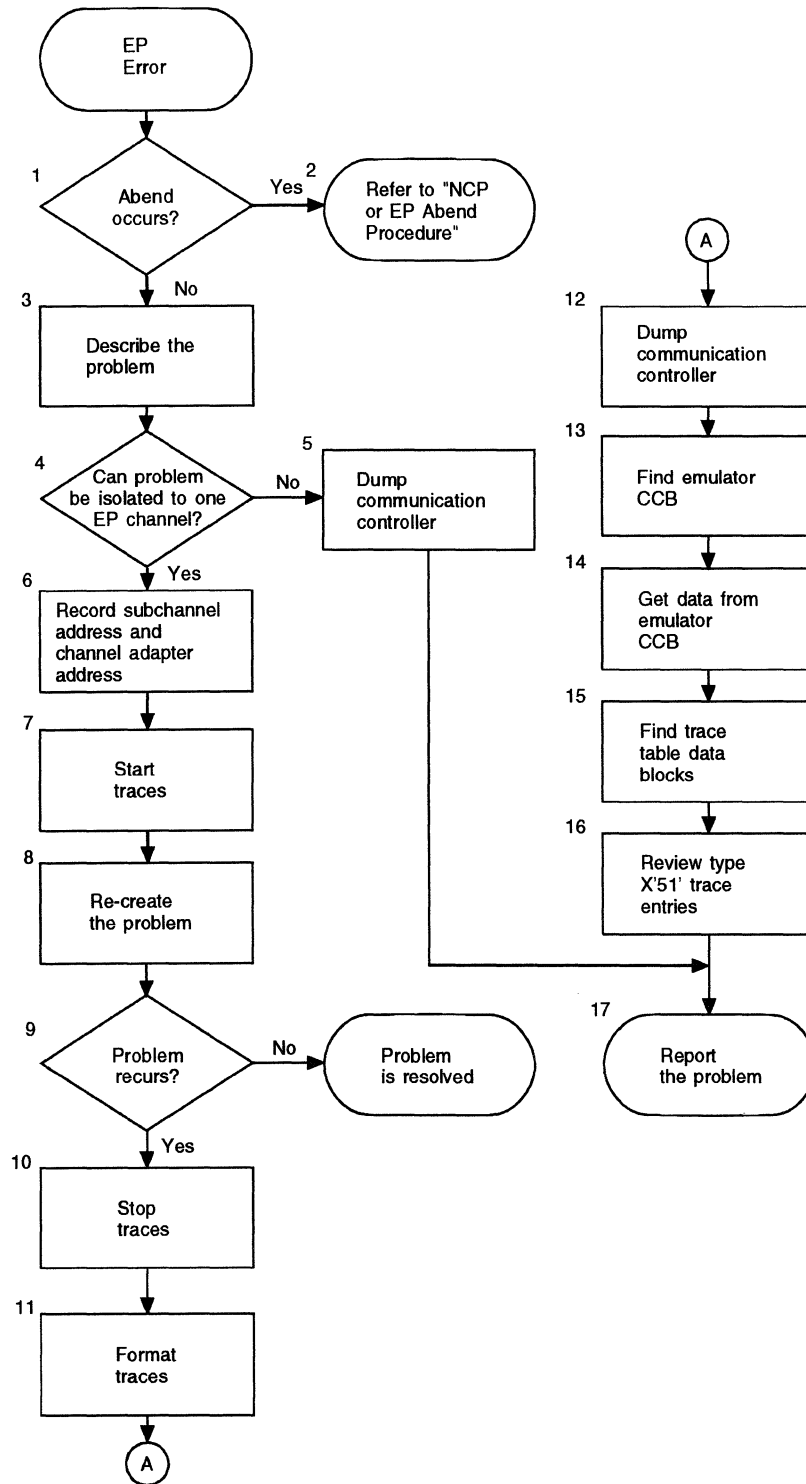 EP
Error
1
Abend
occurs?
Yes
2
Refer to "NCP
or EP Abend
Procedure"
No
3
Describe the
problem
4
Can problem
be isolated to one
EP channel?
No
5
Dump
communication
controller
Yes
6
Record subchannel
address and
channel adapter
address
7
Start
traces
8
Re-create
the problem
9
Problem
recurs?
No
Problem
is resolved
Yes
10
Stop
traces
11
Format
traces
A
A
12
Dump
communication
controller
13
Find emulator
CCB
14
Get data from
emulator
CCB
15
Find trace
table data
blocks
16
Review type
X'51' trace
entries
17
Report
the problem